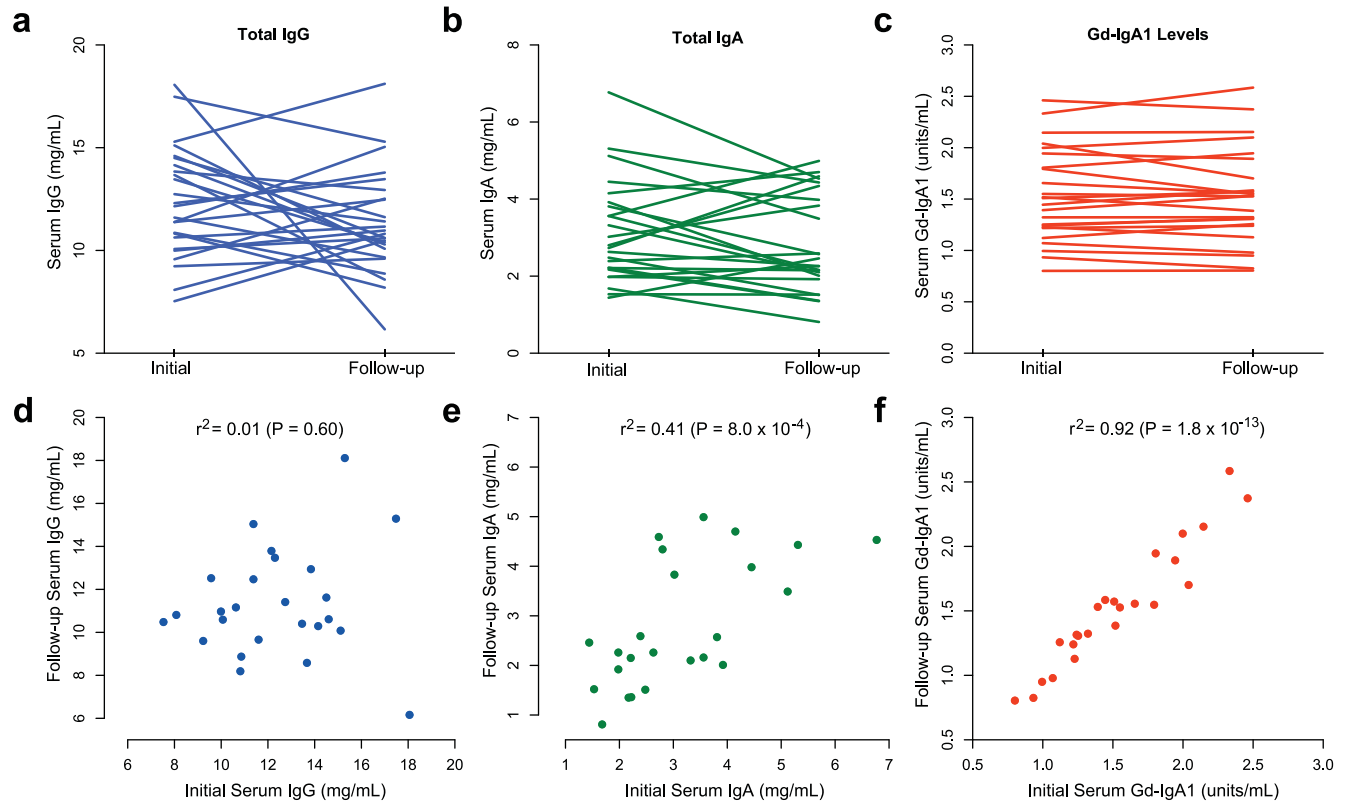 a
Total IgG
Serum IgG (mg/mL)
20
15
10
5
Initial
Follow-up
b
Total IgA
Serum IgA (mg/mL)
8
6
4
2
0
Initial
Follow-up
c
Gd-IgA1 Levels
Serum Gd-IgA1 (units/mL)
3.0
2.5
2.0
1.5
1.0
0.5
0.0
Initial
Follow-up
d
r² = 0.01 (P = 0.60)
Follow-up Serum IgG (mg/mL)
20
18
16
14
12
10
8
6
6 8 10 12 14 16 18 20
Initial Serum IgG (mg/mL)
e
r² = 0.41 (P = 8.0 x 10⁻⁴)
Follow-up Serum IgA (mg/mL)
7
6
5
4
3
2
1
1 2 3 4 5 6 7
Initial Serum IgA (mg/mL)
f
r² = 0.92 (P = 1.8 x 10⁻¹³)
Follow-up Serum Gd-IgA1 (units/mL)
3.0
2.5
2.0
1.5
1.0
0.5
0.5 1.0 1.5 2.0 2.5 3.0
Initial Serum Gd-IgA1 (units/mL)